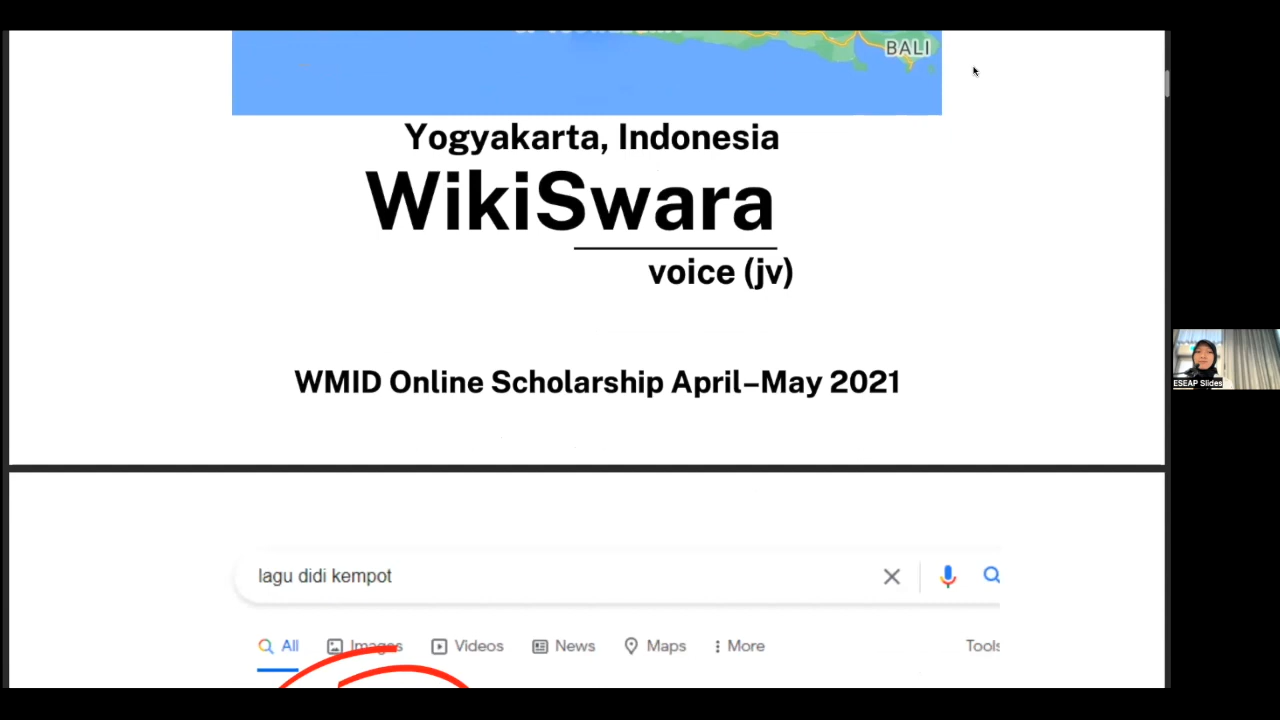 BALI
Yogyakarta, Indonesia
WikiSwara
voice (jv)
WMID Online Scholarship April–May 2021
ESEAP Slides
lagu didi kempot
All Images Videos News Maps More Tools